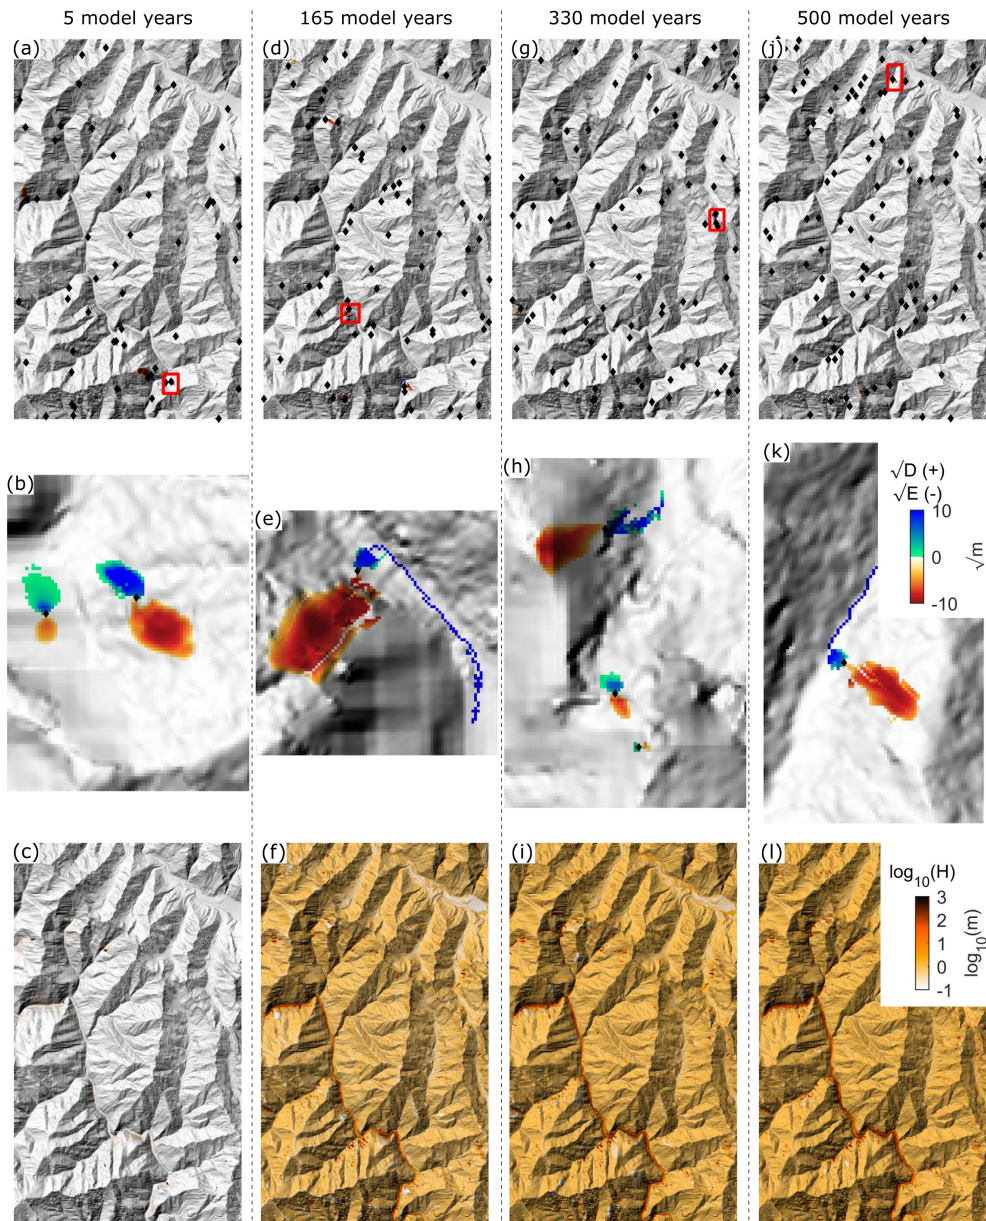 5 model years
165 model years
330 model years
500 model years
(a)
(d)
(g)
(j)
(b)
(e)
(h)
(k)
√D (+)
√E (-)
10
0
-10
√m
(c)
(f)
(i)
(l)
log10(H)
3
2
1
0
-1
log10(m)